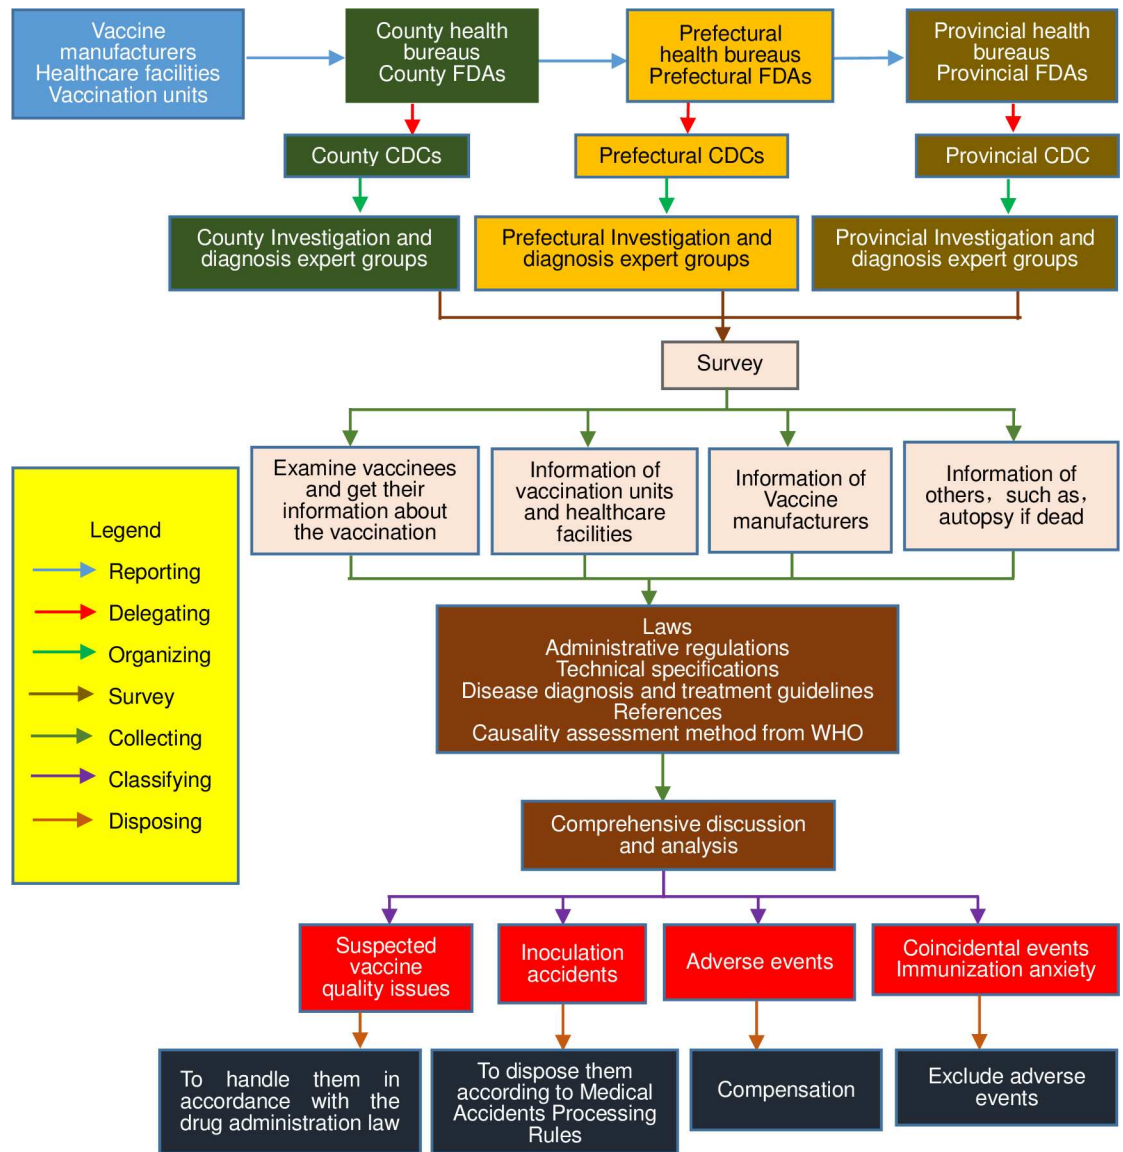 Vaccine
manufacturers
Healthcare facilities
Vaccination units
County health
bureaus
County FDAs
Prefectural
health bureaus
Prefectural FDAs
Provincial health
bureaus
Provincial FDAs
County CDCs
Prefectural CDCs
Provincial CDC
County Investigation and
diagnosis expert groups
Prefectural Investigation and
diagnosis expert groups
Provincial Investigation and
diagnosis expert groups
Survey
Examine vaccinees
and get their
information about
the vaccination
Information of
vaccination units
and healthcare
facilities
Information of
Vaccine
manufacturers
Information of
others，such as，
autopsy if dead
Legend
Reporting
Delegating
Organizing
Survey
Collecting
Classifying
Disposing
Laws
Administrative regulations
Technical specifications
Disease diagnosis and treatment guidelines
References
Causality assessment method from WHO
Comprehensive discussion
and analysis
Suspected
vaccine
quality issues
Inoculation
accidents
Adverse events
Coincidental events
Immunization anxiety
To handle them in
accordance with the
drug administration law
To dispose them
according to Medical
Accidents Processing
Rules
Compensation
Exclude adverse
events